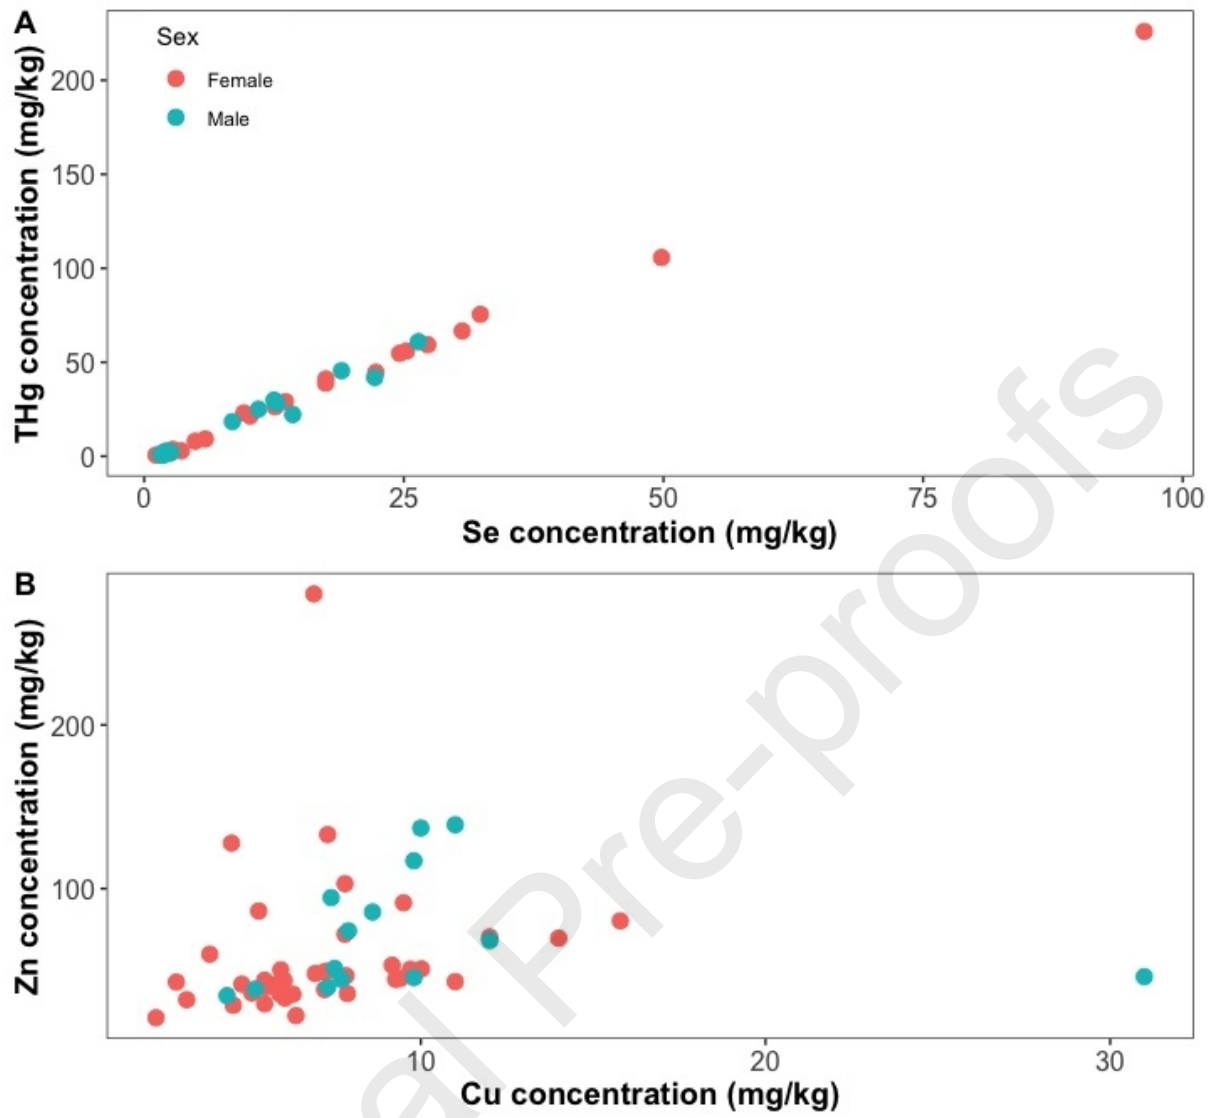 A
Sex
Female
Male
THg concentration (mg/kg)
200
150
100
50
0
0 25 50 75 100
Se concentration (mg/kg)
B
Zn concentration (mg/kg)
200
100
10 20 30
Cu concentration (mg/kg)
al Pre-proofs